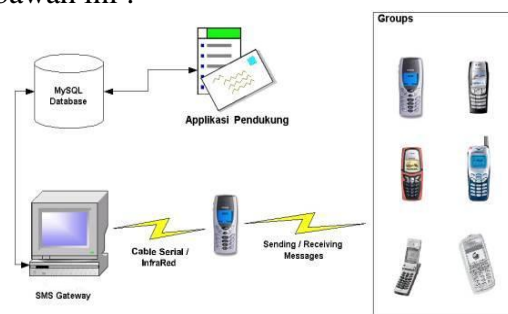 Groups
MySQL
Database
Applikasi Pendukung
Cable Serial /
InfraRed
Sending / Receiving
Messages
SMS Gateway